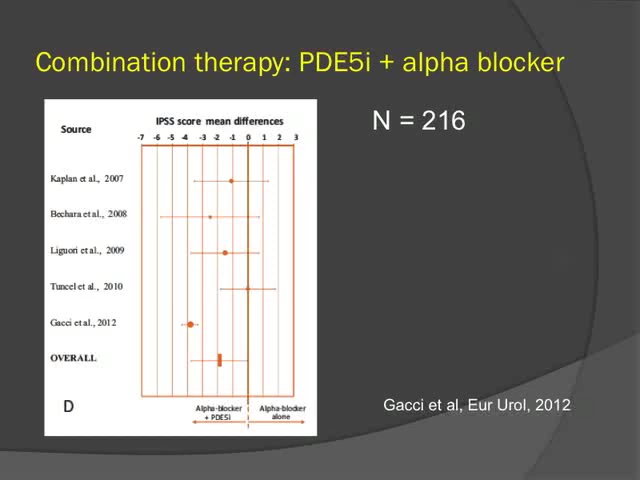 Combination therapy: PDE5i + alpha blocker
N = 216
IPSS score mean differences
Source
-7 -6 -5 -4 -3 -2 -1 0 1 2 3
Kaplan et al., 2007
Bechara et al., 2008
Liguori et al., 2009
Tuncel et al., 2010
Gacci et al., 2012
OVERALL
D
Alpha-blocker
+ PDE5i
Alpha-blocker
alone
Gacci et al, Eur Urol, 2012